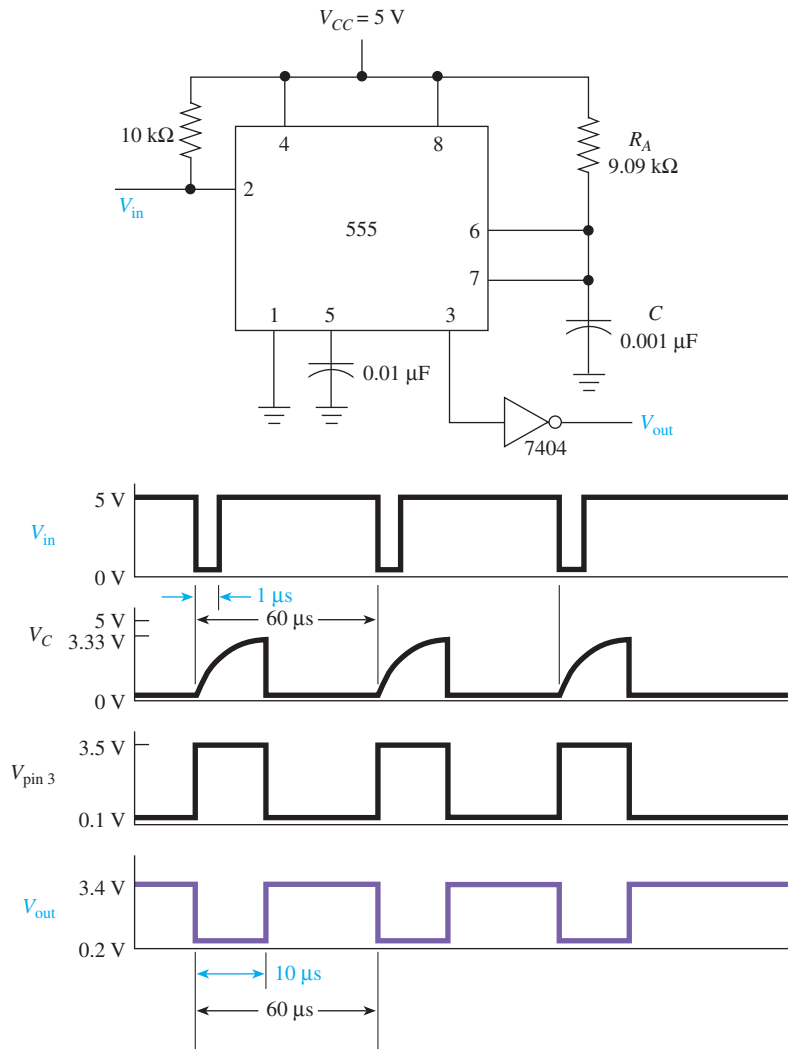 V_CC = 5 V
10 kΩ
4
8
R_A
9.09 kΩ
V_in
2
555
6
7
1
5
3
C
0.001 μF
0.01 μF
7404
V_out
5 V
V_in
0 V
1 μs
60 μs
5 V
V_C
3.33 V
0 V
3.5 V
V_pin 3
0.1 V
3.4 V
V_out
0.2 V
10 μs
60 μs